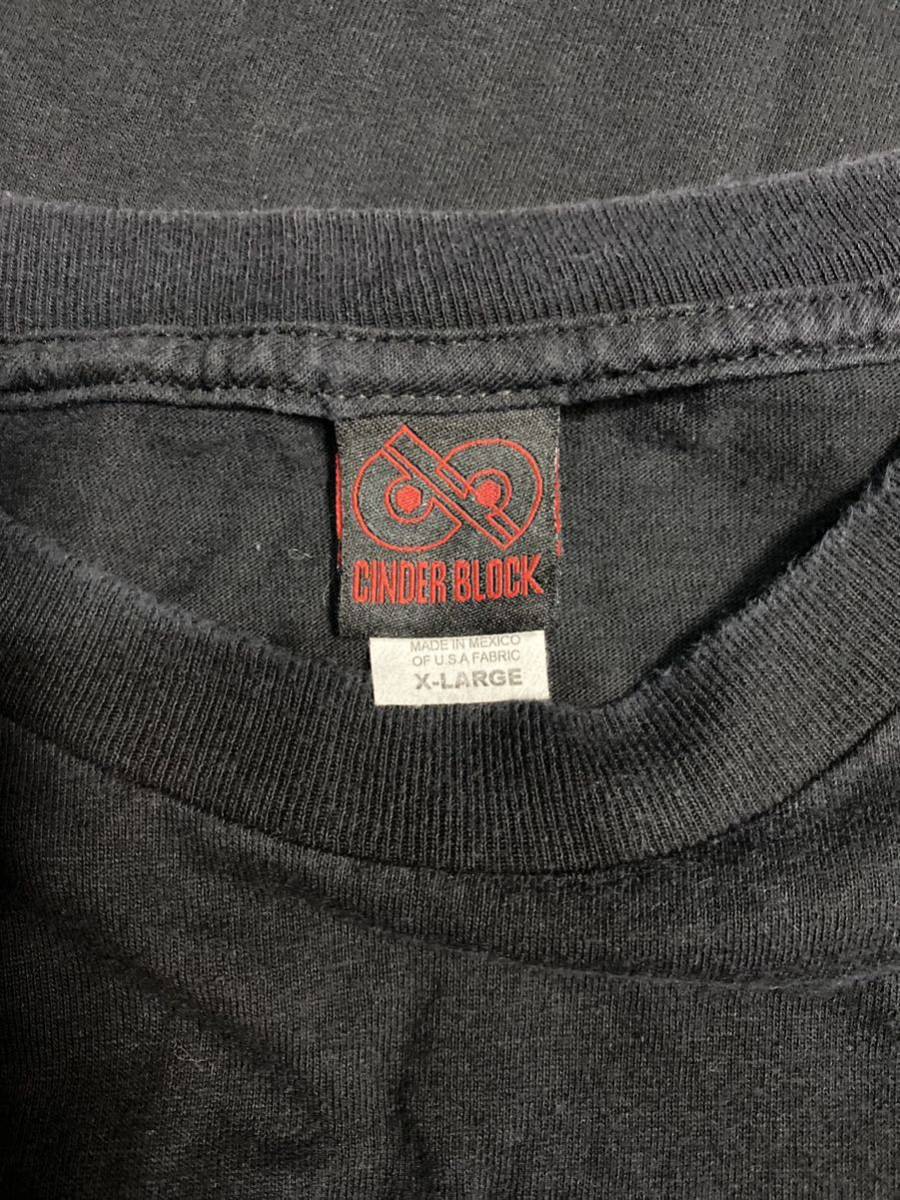 CINDER BLOCK
MADE IN MEXICO
OF U.S.A FABRIC
X-LARGE